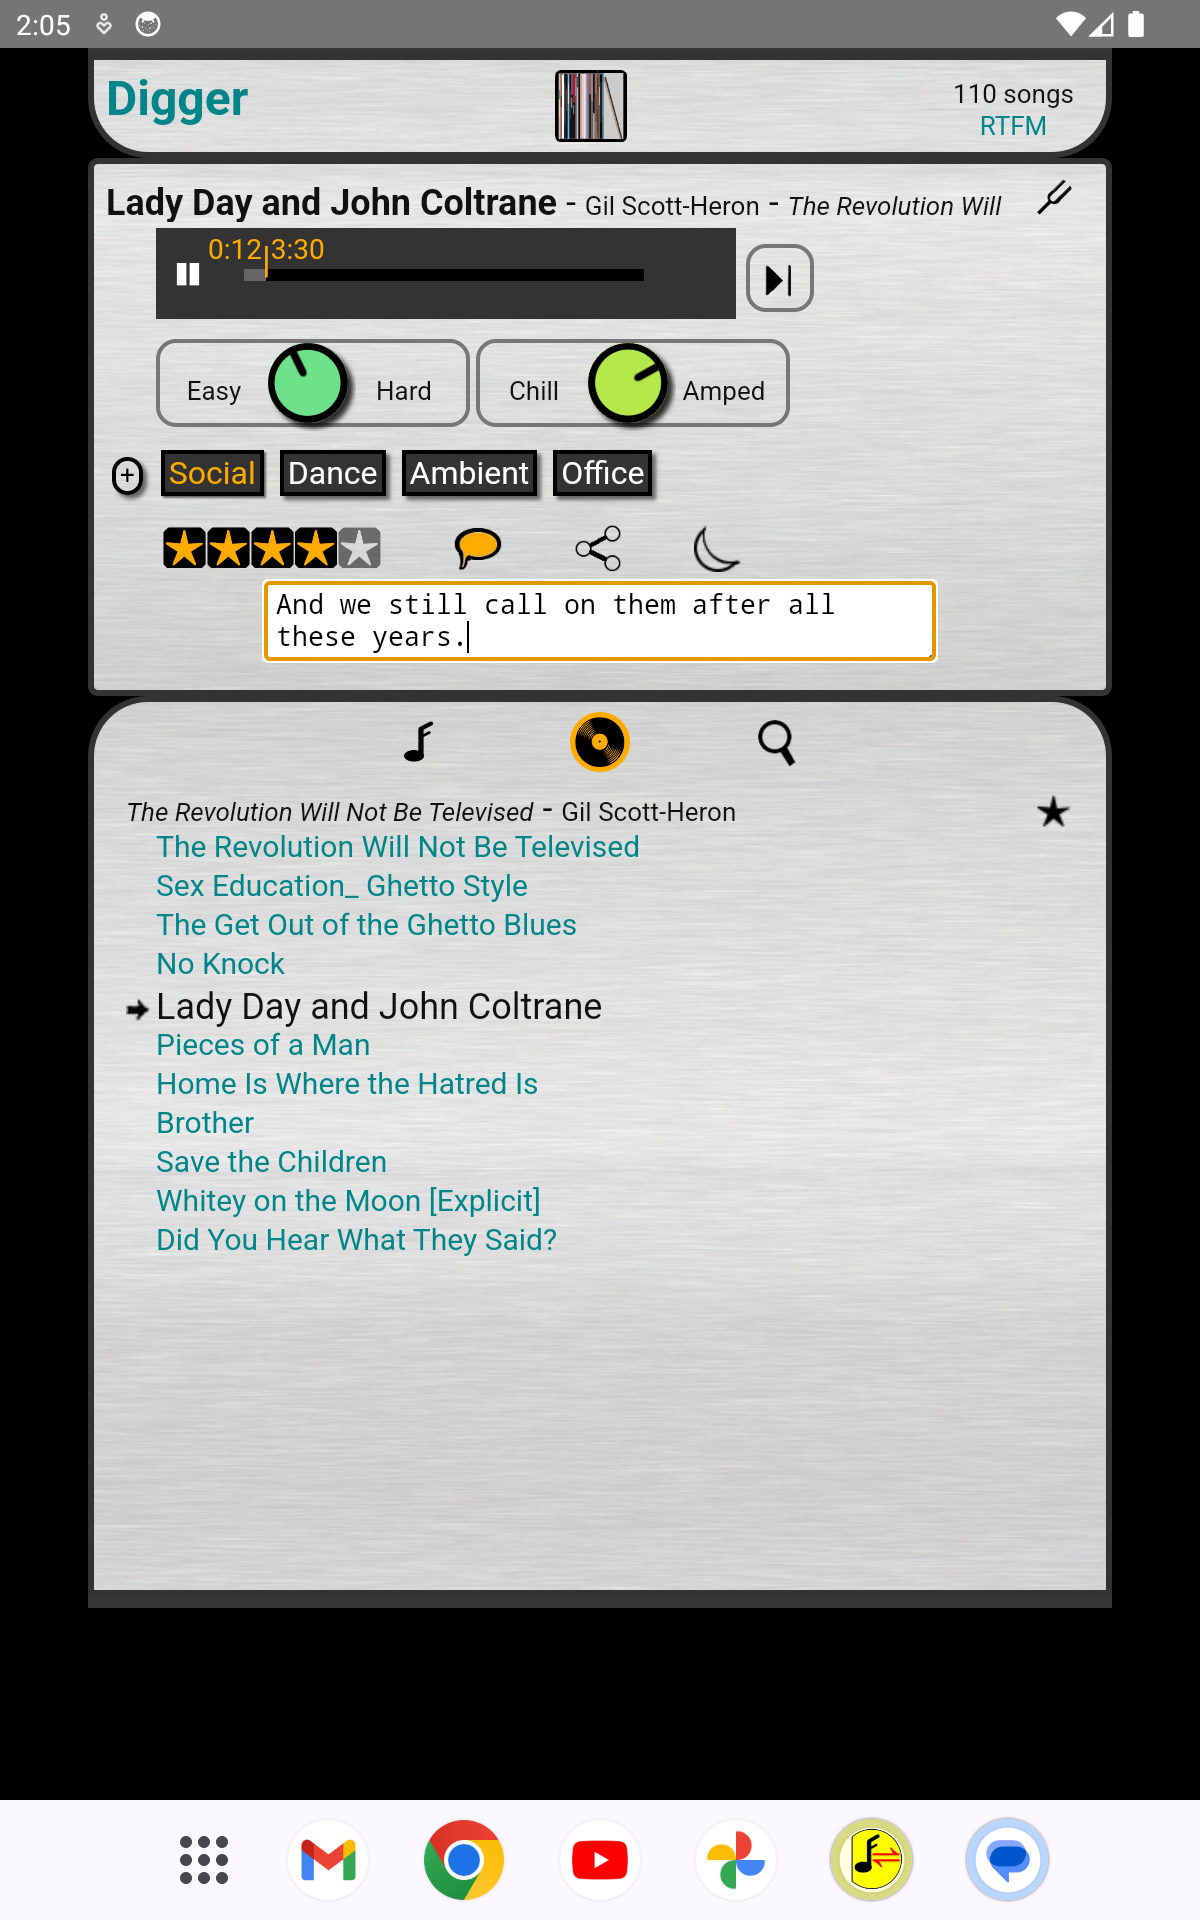 2:05
Digger
110 songs
RTFM
Lady Day and John Coltrane - Gil Scott-Heron - The Revolution Will
0:12 3:30
Easy Hard Chill Amped
+ Social Dance Ambient Office
And we still call on them after all
these years.
The Revolution Will Not Be Televised - Gil Scott-Heron
The Revolution Will Not Be Televised
Sex Education_ Ghetto Style
The Get Out of the Ghetto Blues
No Knock
Lady Day and John Coltrane
Pieces of a Man
Home Is Where the Hatred Is
Brother
Save the Children
Whitey on the Moon [Explicit]
Did You Hear What They Said?